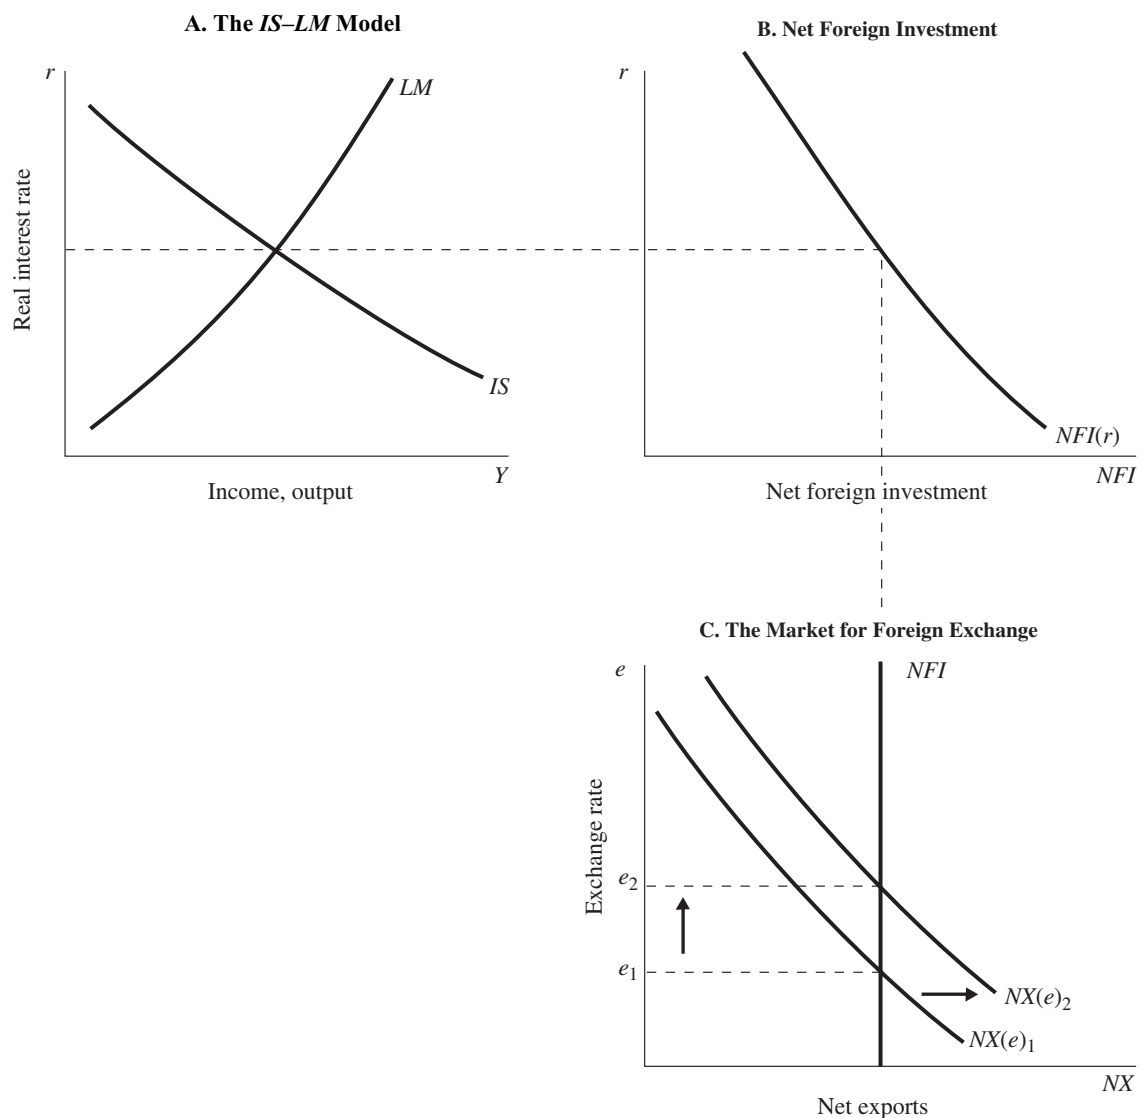 A. The IS–LM Model
r
LM
Real interest rate
IS
Y
Income, output
B. Net Foreign Investment
r
NFI(r)
NFI
Net foreign investment
C. The Market for Foreign Exchange
e
NFI
Exchange rate
e₂
e₁
NX(e)₂
NX(e)₁
NX
Net exports